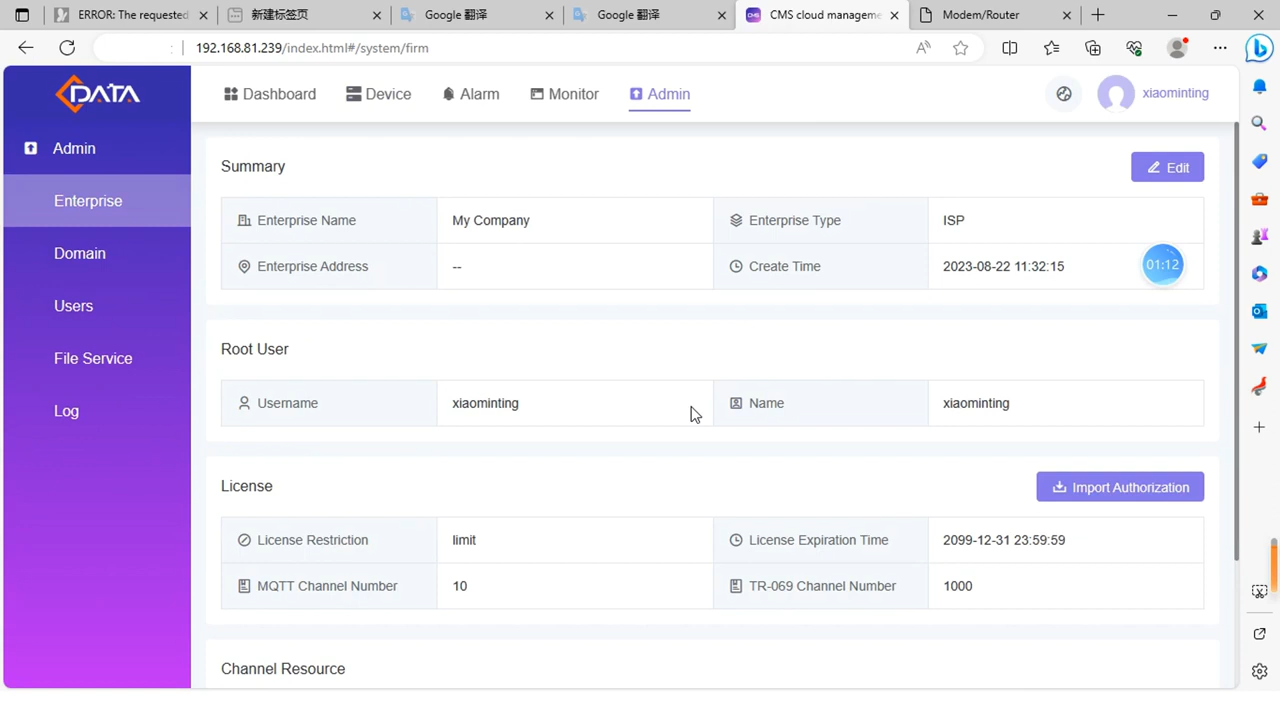 ERROR: The requested
新建标签页
Google 翻译
Google 翻译
CMS cloud manageme
Modem/Router
192.168.81.239/index.html#/system/firm
DATA
Dashboard
Device
Alarm
Monitor
Admin
xiaominting
Admin
Enterprise
Domain
Users
File Service
Log
Summary
Edit
Enterprise Name
My Company
Enterprise Type
ISP
Enterprise Address
--
Create Time
2023-08-22 11:32:15
01:12
Root User
Username
xiaominting
Name
xiaominting
License
Import Authorization
License Restriction
limit
License Expiration Time
2099-12-31 23:59:59
MQTT Channel Number
10
TR-069 Channel Number
1000
Channel Resource